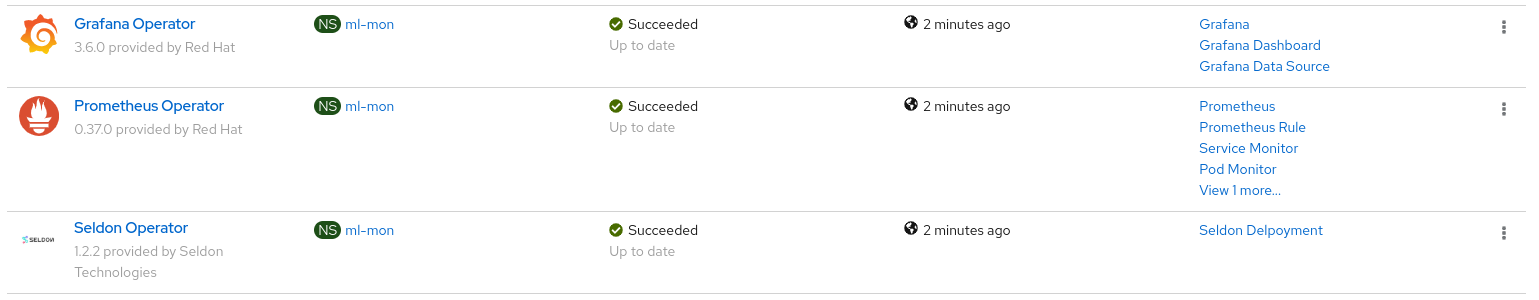 Grafana Operator NS ml-mon Succeeded 2 minutes ago Grafana
3.6.0 provided by Red Hat Up to date Grafana Dashboard
Grafana Data Source
Prometheus Operator NS ml-mon Succeeded 2 minutes ago Prometheus
0.37.0 provided by Red Hat Up to date Prometheus Rule
Service Monitor
Pod Monitor
View 1 more...
Seldon Operator NS ml-mon Succeeded 2 minutes ago Seldon Delpoyment
SELDON
1.2.2 provided by Seldon Up to date
Technologies